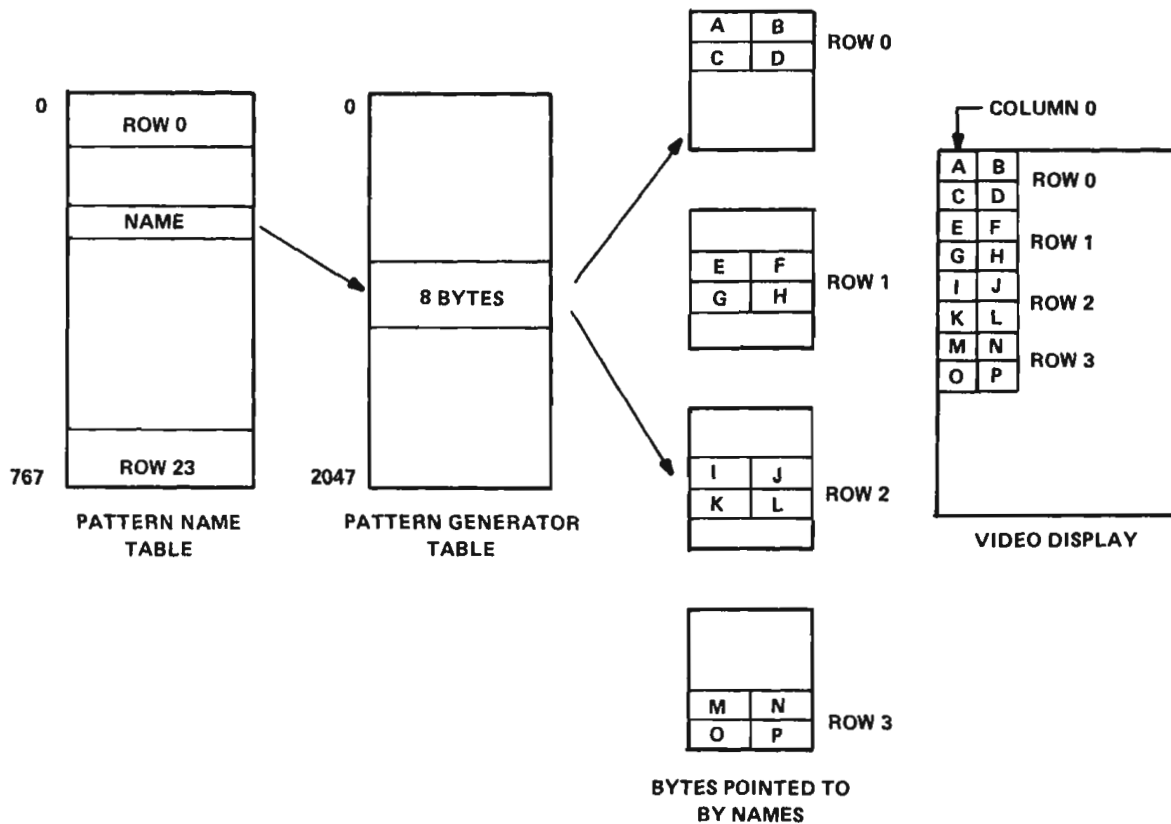 0
ROW 0
NAME
767
ROW 23
PATTERN NAME
TABLE
0
8 BYTES
2047
PATTERN GENERATOR
TABLE
A B
C D
ROW 0
E F
G H
ROW 1
I J
K L
ROW 2
M N
O P
ROW 3
BYTES POINTED TO
BY NAMES
COLUMN 0
A B
ROW 0
C D
E F
ROW 1
G H
I J
ROW 2
K L
M N
ROW 3
O P
VIDEO DISPLAY